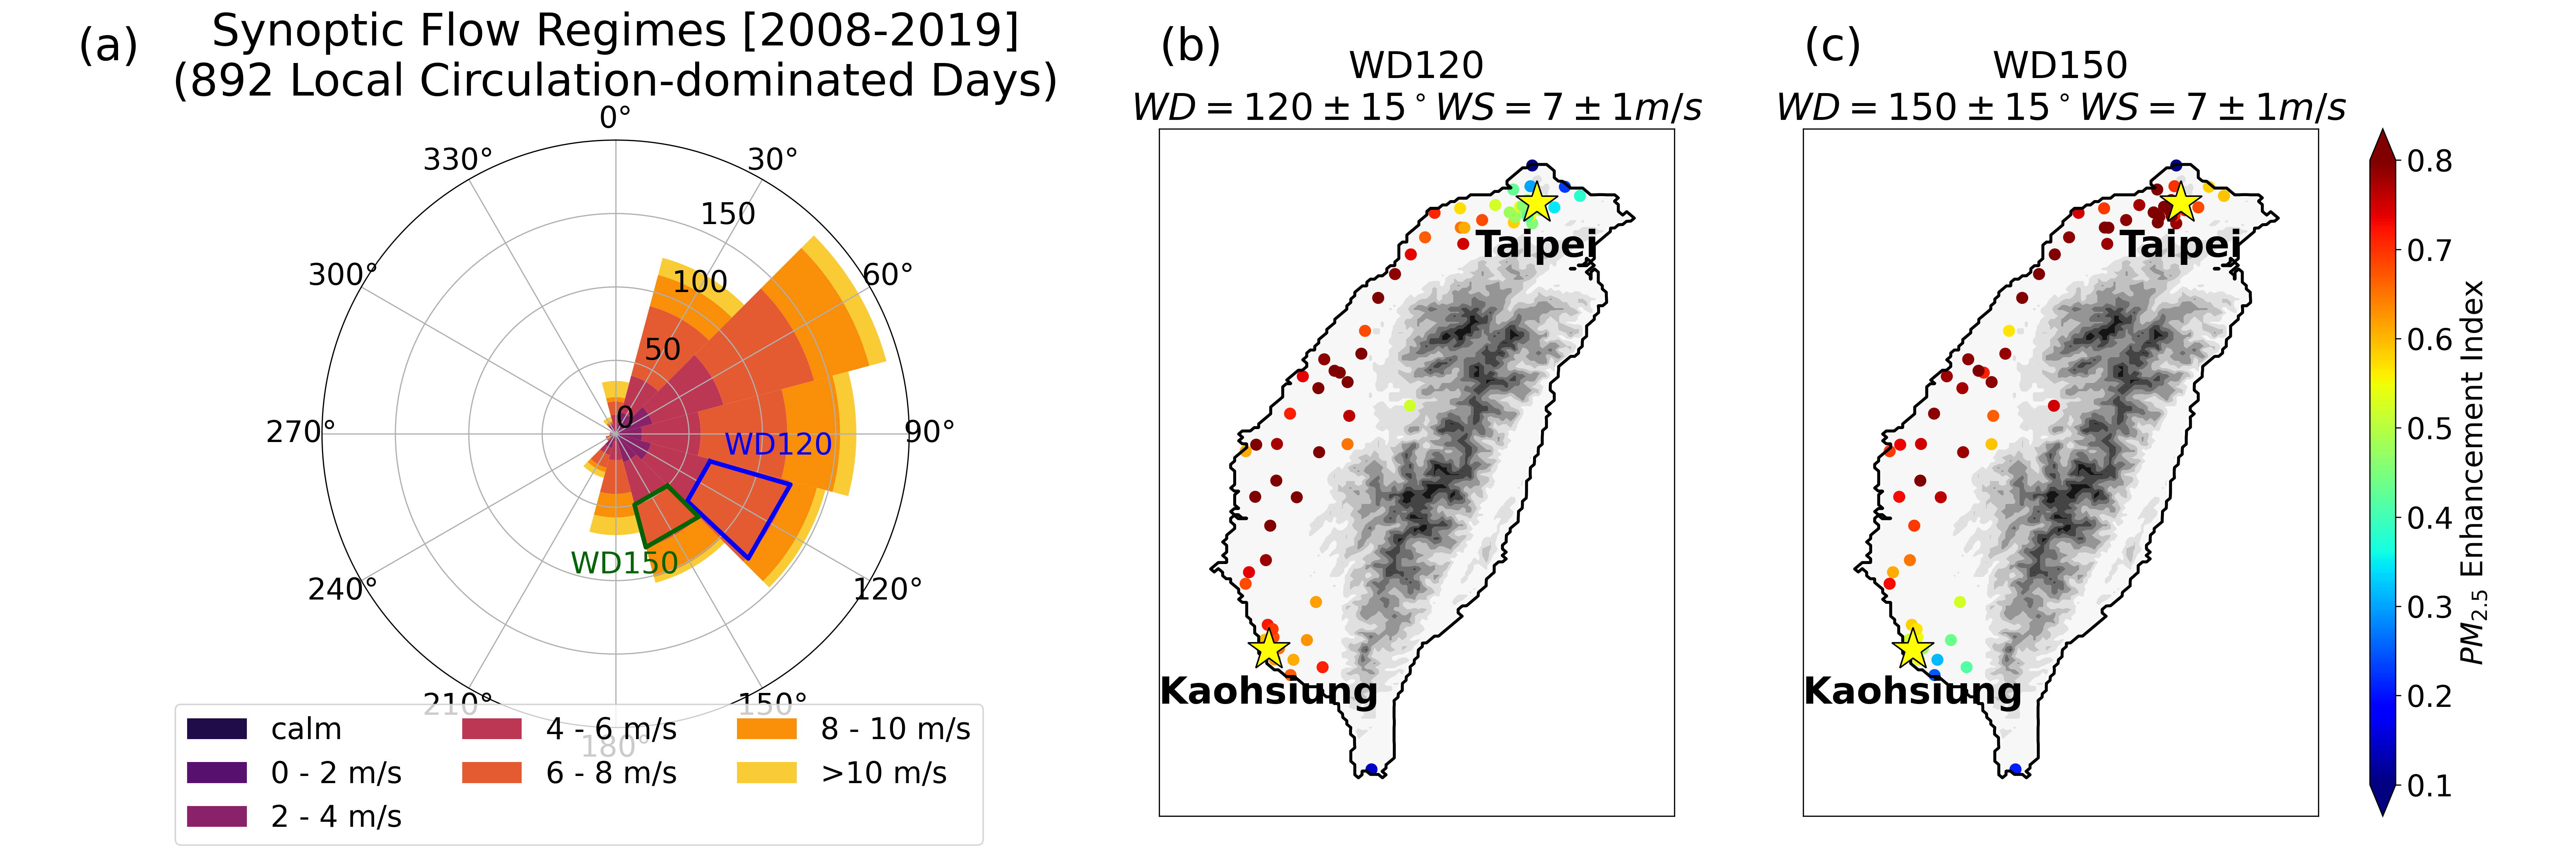 (a)
Synoptic Flow Regimes [2008-2019]
(892 Local Circulation-dominated Days)
0°
30°
60°
90°
120°
150°
180°
210°
240°
270°
300°
330°
0
50
100
150
WD120
WD150
calm
0 - 2 m/s
2 - 4 m/s
4 - 6 m/s
6 - 8 m/s
8 - 10 m/s
>10 m/s
(b)
WD120
WD = 120 ± 15° WS = 7 ± 1m/s
Taipei
Kaohsiung
(c)
WD150
WD = 150 ± 15° WS = 7 ± 1m/s
Taipei
Kaohsiung
0.8
0.7
0.6
0.5
0.4
0.3
0.2
0.1
PM2.5 Enhancement Index